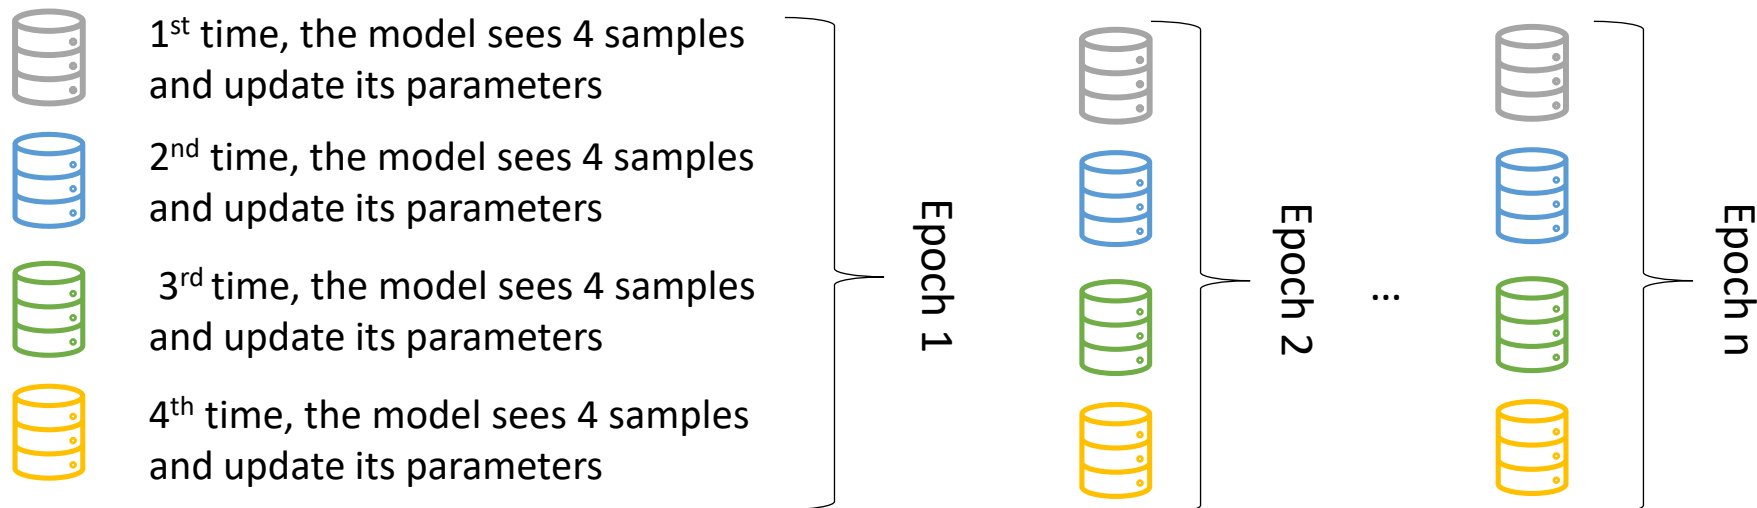 1st time, the model sees 4 samples
and update its parameters
2nd time, the model sees 4 samples
and update its parameters
3rd time, the model sees 4 samples
and update its parameters
4th time, the model sees 4 samples
and update its parameters
Epoch 1
Epoch 2
...
Epoch n